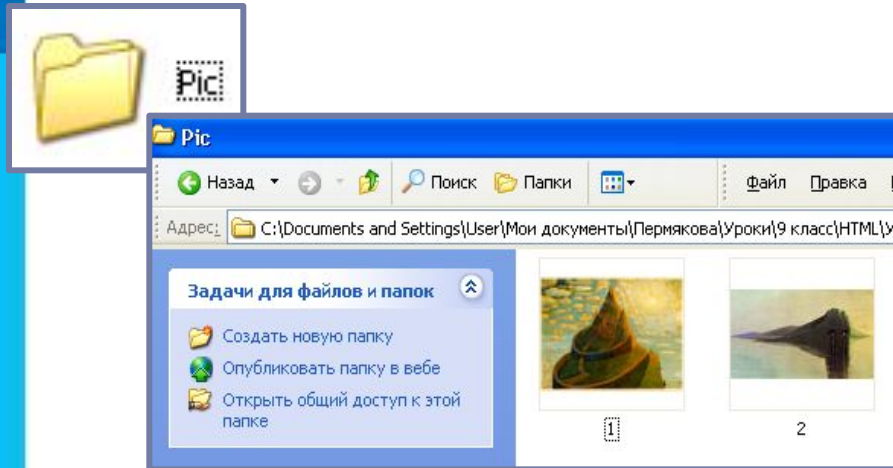 Pic
Pic
Назад Поиск Папки Файл Правка
Адрес: C:\Documents and Settings\User\Мои документы\Пермякова\Уроки\9 класс\HTML\У
Задачи для файлов и папок
Создать новую папку
Опубликовать папку в вебе
Открыть общий доступ к этой
папке
1 2